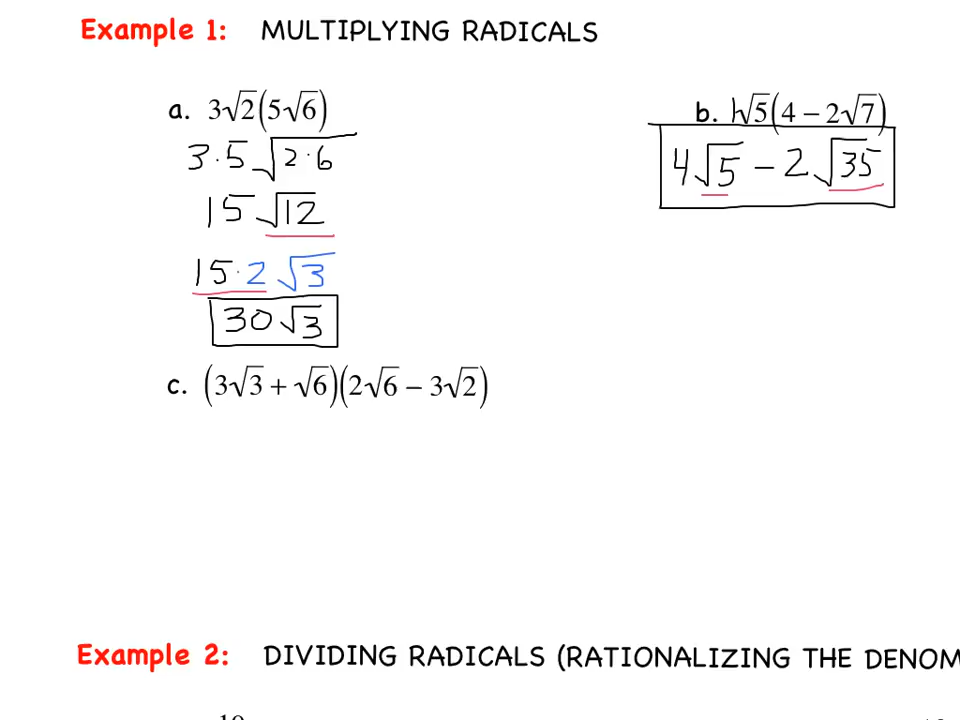 Example 1: MULTIPLYING RADICALS
a. 3√2(5√6)
3·5√2·6
15√12
15·2√3
30√3
b. 1√5(4 − 2√7)
4√5 − 2√35
c. (3√3 + √6)(2√6 − 3√2)
Example 2: DIVIDING RADICALS (RATIONALIZING THE DENOM